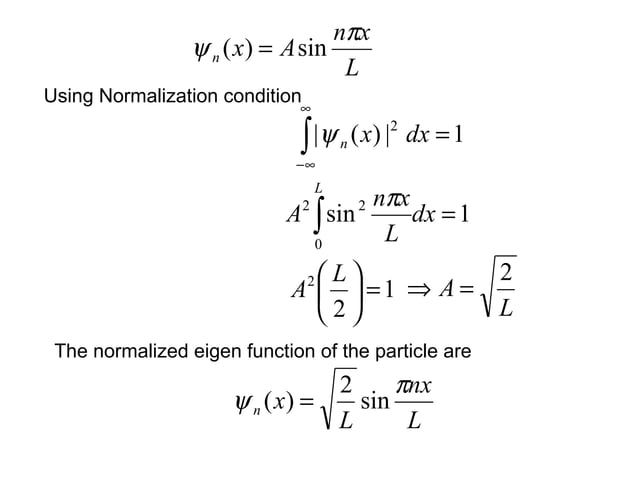 ψₙ(x) = A sin nπx / L
Using Normalization condition
∫_{−∞}^{∞} |ψₙ(x)|² dx = 1
A² ∫_{0}^{L} sin² nπx / L dx = 1
A² (L / 2) = 1 ⇒ A = √(2 / L)
The normalized eigen function of the particle are
ψₙ(x) = √(2 / L) sin πnx / L